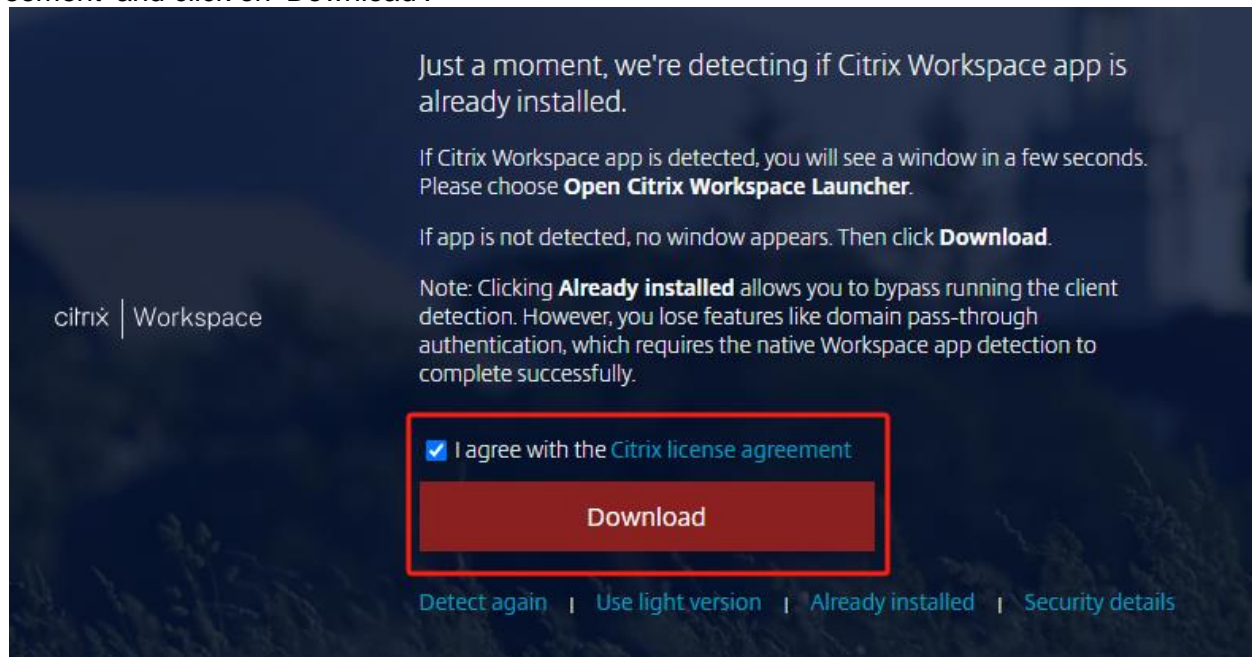 and click on 'Download'.
Just a moment, we're detecting if Citrix Workspace app is
already installed.
If Citrix Workspace app is detected, you will see a window in a few seconds.
Please choose Open Citrix Workspace Launcher.
If app is not detected, no window appears. Then click Download.
Note: Clicking Already installed allows you to bypass running the client
detection. However, you lose features like domain pass-through
authentication, which requires the native Workspace app detection to
complete successfully.
citrix | Workspace
I agree with the Citrix license agreement
Download
Detect again | Use light version | Already installed | Security details